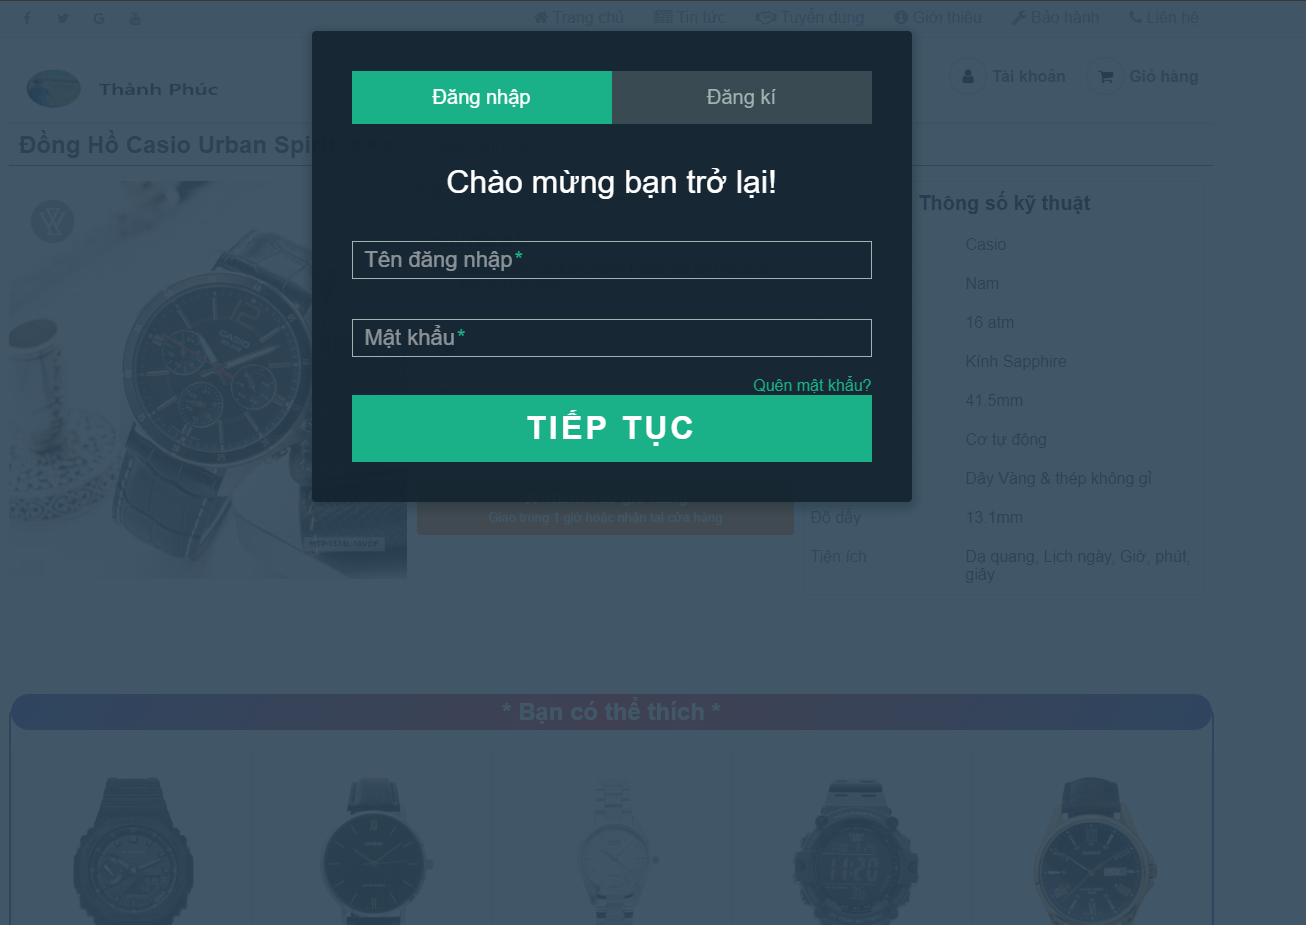 Trang chủ Tin tức Tuyển dụng Giới thiệu Bảo hành Liên hệ
Thành Phúc
Tài khoản Giỏ hàng
Đăng nhập Đăng kí
Đồng Hồ Casio Urban
Chào mừng bạn trở lại!
Thông số kỹ thuật
Tên đăng nhập*
Casio
Nam
16 atm
Mật khẩu*
Kính Sapphire
Quên mật khẩu?
41.5mm
TIẾP TỤC
Cơ tự động
Dây Vàng & thép không gỉ
Giao trong 1 giờ hoặc nhận tại cửa hàng
Độ dầy 13.1mm
Tiện ích Dạ quang, Lịch ngày, Giờ, phút,
giây
* Bạn có thể thích *